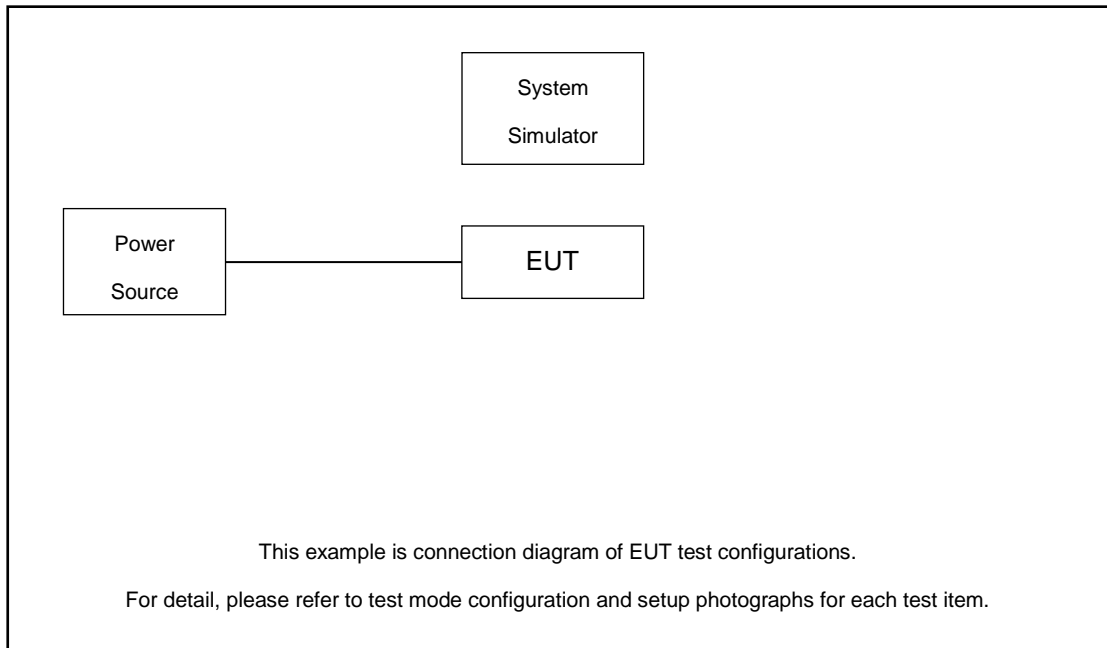 System
Simulator
Power
Source
EUT
This example is connection diagram of EUT test configurations.
For detail, please refer to test mode configuration and setup photographs for each test item.